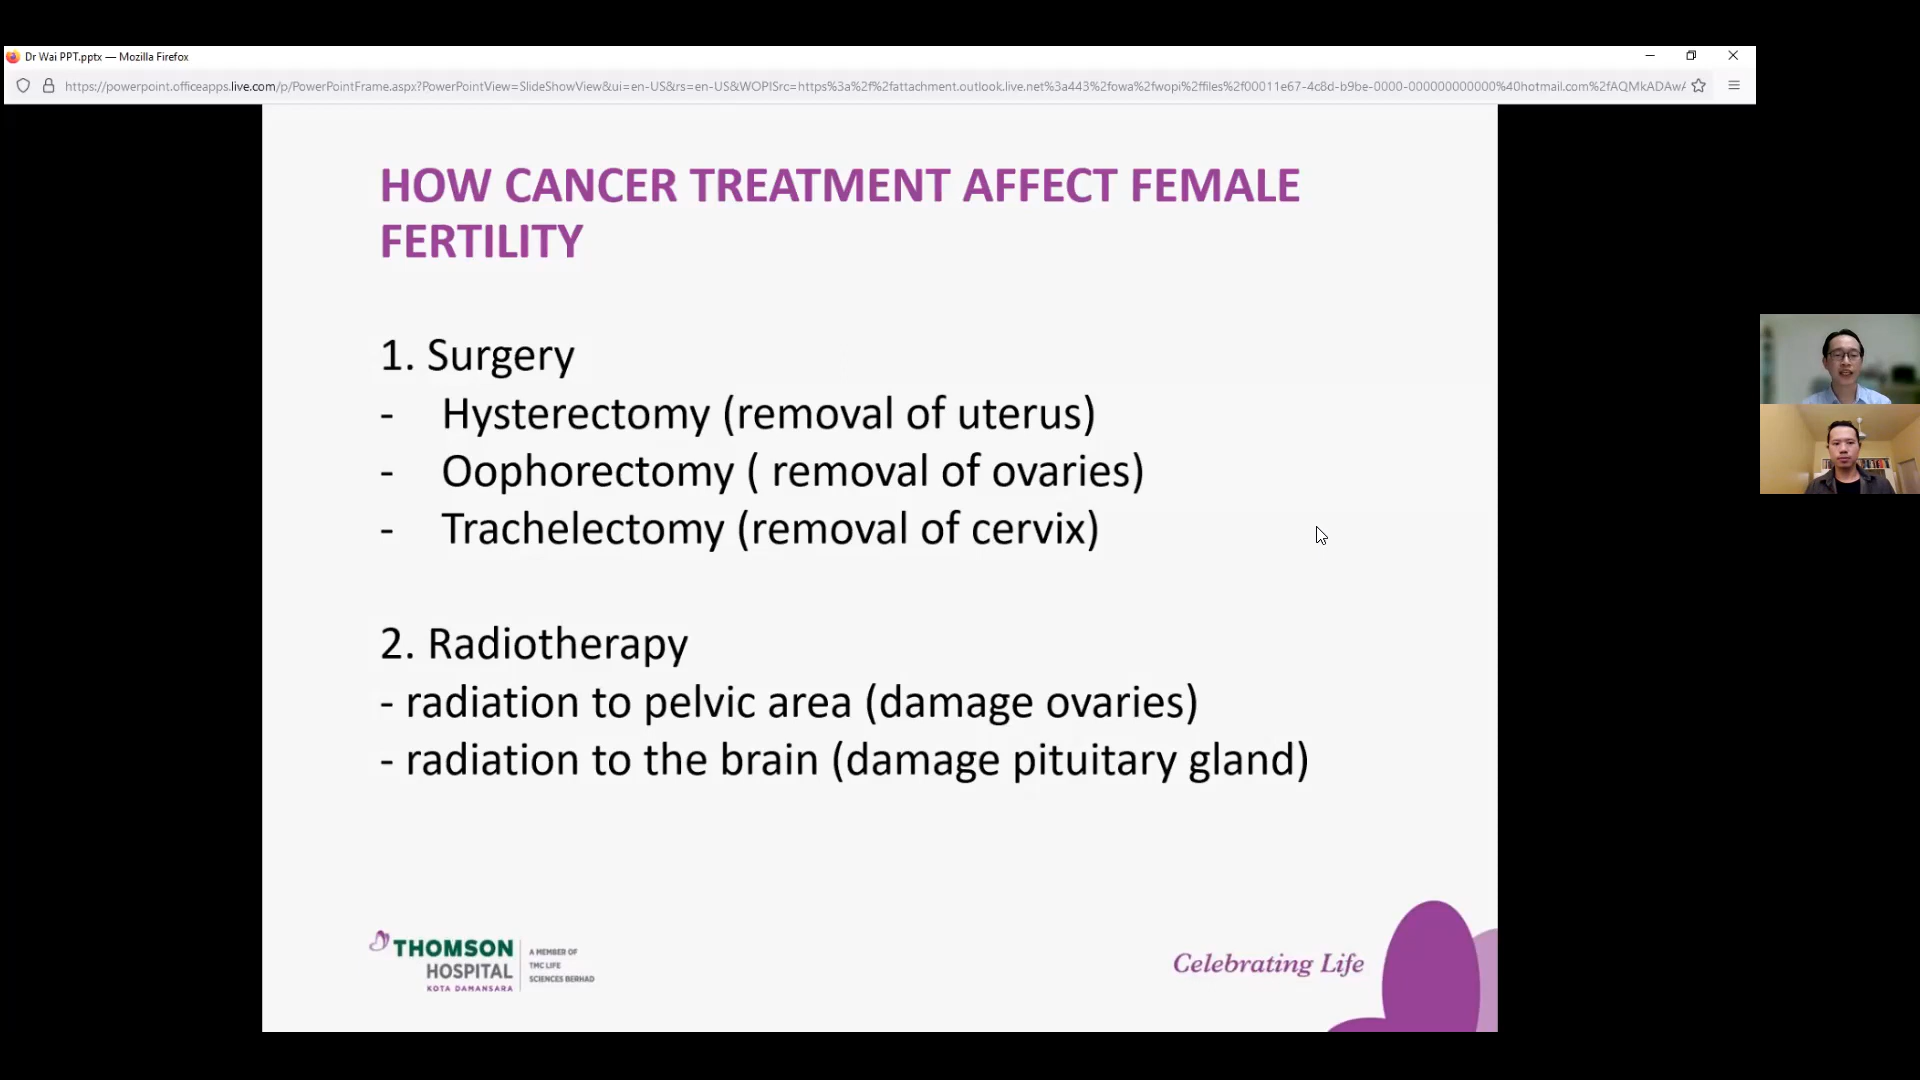 Dr Wai PPT.pptx — Mozilla Firefox
https://powerpoint.officeapps.live.com/p/PowerPointFrame.aspx?PowerPointView=SlideShowView&ui=en-US&rs=en-US&WOPISrc=https%3a%2f%2fattachment.outlook.live.net%3a443%2fowa%2fwopi%2ffiles%2f00011e67-4c8d-b9be-0000-000000000000%40hotmail.com%2fAQMkADAwA
HOW CANCER TREATMENT AFFECT FEMALE
FERTILITY
1. Surgery
- Hysterectomy (removal of uterus)
- Oophorectomy ( removal of ovaries)
- Trachelectomy (removal of cervix)
2. Radiotherapy
- radiation to pelvic area (damage ovaries)
- radiation to the brain (damage pituitary gland)
THOMSON
HOSPITAL
KOTA DAMANSARA
A MEMBER OF
TMC LIFE
SCIENCES BERHAD
Celebrating Life